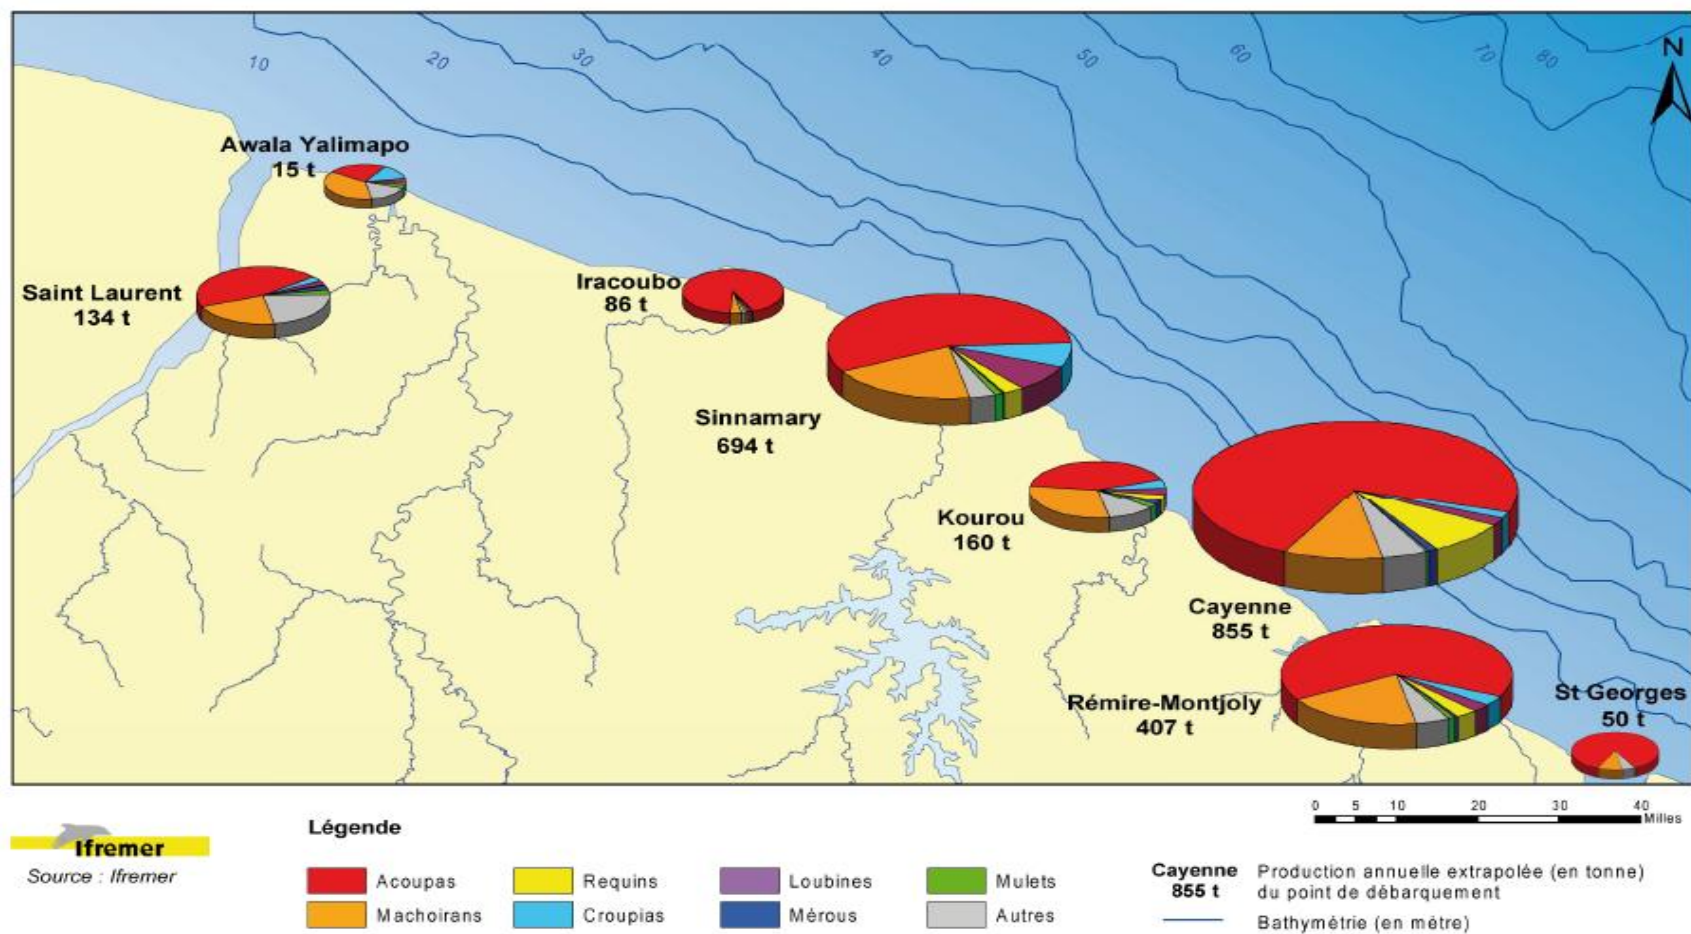 10
20
30
40
50
60
70
80
N
Awala Yalimapo
15 t
Saint Laurent
134 t
Iracoubo
86 t
Sinnamary
694 t
Kourou
160 t
Cayenne
855 t
Rémire-Montjoly
407 t
St Georges
50 t
0 5 10 20 30 40
Milles
Ifremer
Source : Ifremer
Légende
Acoupas
Requins
Loubines
Mulets
Machoirans
Croupias
Mérous
Autres
Cayenne
855 t
Production annuelle extrapolée (en tonne)
du point de débarquement
Bathymétrie (en métre)